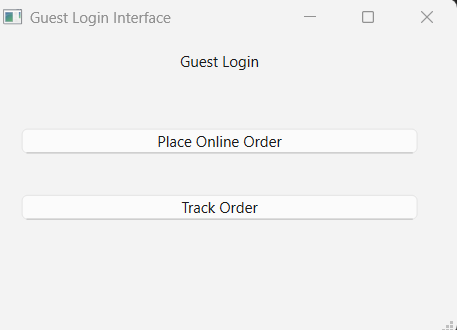 Guest Login Interface
Guest Login
Place Online Order
Track Order